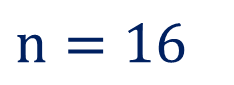 n = 16